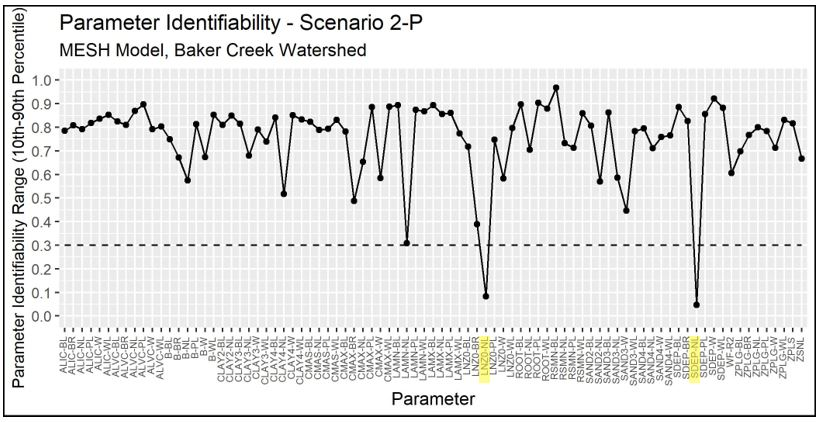 Parameter Identifiability - Scenario 2-P
MESH Model, Baker Creek Watershed
Parameter Identifiability Range (10th-90th Percentile)
1.0
0.9
0.8
0.7
0.6
0.5
0.4
0.3
0.2
0.1
0.0
ALIC-BL
ALIC-BR
ALIC-NL
ALIC-PL
ALIC-W
ALIC-WL
ALVC-BL
ALVC-BR
ALVC-NL
ALVC-PL
ALVC-W
ALVC-WL
B-BL
B-BR
B-NL
B-PL
B-W
B-WL
CLAY2-BL
CLAY2-NL
CLAY3-BL
CLAY3-NL
CLAY3-W
CLAY3-WL
CLAY4-BL
CLAY4-NL
CLAY4-W
CLAY4-WL
CMAS-BL
CMAS-NL
CMAS-PL
CMAS-WL
CMAX-BL
CMAX-BR
CMAX-NL
CMAX-PL
CMAX-W
CMAX-WL
LAMN-BL
LAMN-NL
LAMN-PL
LAMN-WL
LAMX-BL
LAMX-NL
LAMX-PL
LAMX-WL
LNZ0-BL
LNZ0-BR
LNZ0-NL
LNZ0-PL
LNZ0-W
LNZ0-WL
ROOT-BL
ROOT-NL
ROOT-PL
ROOT-WL
RSMN-BL
RSMN-NL
RSMN-PL
RSMN-WL
SAND2-BL
SAND2-NL
SAND3-BL
SAND3-NL
SAND3-W
SAND3-WL
SAND4-BL
SAND4-NL
SAND4-W
SAND4-WL
SDEP-BL
SDEP-BR
SDEP-NL
SDEP-PL
SDEP-W
SDEP-WL
WF-R2
ZPLG-BL
ZPLG-BR
ZPLG-NL
ZPLG-PL
ZPLG-W
ZPLG-WL
ZPLS
ZSNL
Parameter